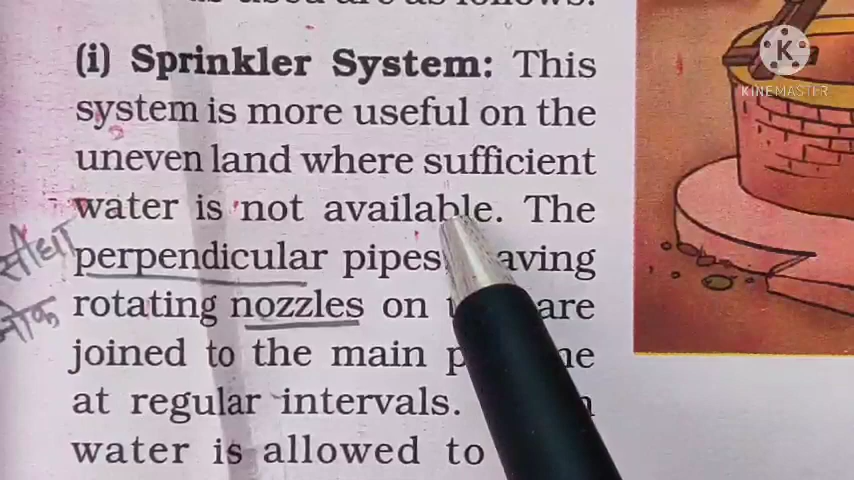 (i) Sprinkler System: This
system is more useful on the
uneven land where sufficient
water is not available. The
सीधा
perpendicular pipes
rotating nozzles on are
नोक
joined to the main
at regular intervals.
water is allowed to
KINEMASTER